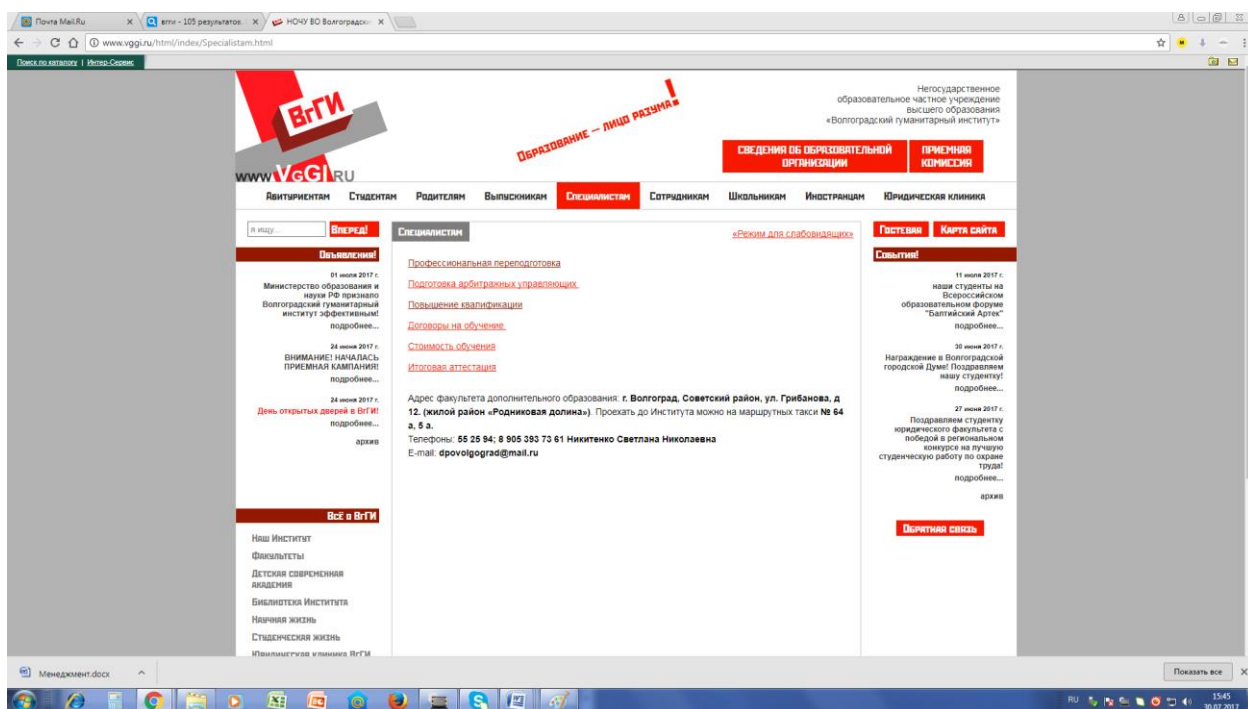 Почта Mail.Ru
вгги - 105 результатов.
НОЧУ ВО Волгоградски
www.vggi.ru/html/index/Specialistam.html
Поиск по каталогу | Интер-Сервис
ВгГИ
www.VgGI.ru
Образование – лицо разума!
Негосударственное
образовательное частное учреждение
высшего образования
«Волгоградский гуманитарный институт»
Сведения об образовательной
организации
Приемная
комиссия
Абитуриентам Студентам Родителям Выпускникам Специалистам Сотрудникам Школьникам Иностранцам Юридическая клиника
я ищу...
Вперед!
Объявления!
01 июля 2017 г.
Министерство образования и
науки РФ признало
Волгоградский гуманитарный
институт эффективным!
подробнее...
24 июня 2017 г.
ВНИМАНИЕ! НАЧАЛАСЬ
ПРИЕМНАЯ КАМПАНИЯ!
подробнее...
24 июня 2017 г.
День открытых дверей в ВгГИ!
подробнее...
архив
Всё о ВгГИ
Наш Институт
Факультеты
Детская современная
академия
Библиотека Института
Научная жизнь
Студенческая жизнь
Юридическая клиника ВгГИ
Специалистам
«Режим для слабовидящих»
Профессиональная переподготовка
Подготовка арбитражных управляющих
Повышение квалификации
Договоры на обучение
Стоимость обучения
Итоговая аттестация
Адрес факультета дополнительного образования: г. Волгоград, Советский район, ул. Грибанова, д
12. (жилой район «Родниковая долина»). Проехать до Института можно на маршрутных такси № 64
а, 5 а.
Телефоны: 55 25 94; 8 905 393 73 61 Никитенко Светлана Николаевна
E-mail: dpovolgograd@mail.ru
Гостевая
Карта сайта
События!
11 июля 2017 г.
наши студенты на
Всероссийском
образовательном форуме
"Балтийский Артек"
подробнее...
30 июня 2017 г.
Награждение в Волгоградской
городской Думе! Поздравляем
нашу студентку!
подробнее...
27 июня 2017 г.
Поздравляем студентку
юридического факультета с
победой в региональном
конкурсе на лучшую
студенческую работу по охране
труда!
подробнее...
архив
Обратная связь
Менеджмент.docx
Показать все
RU
15:45
30.07.2017